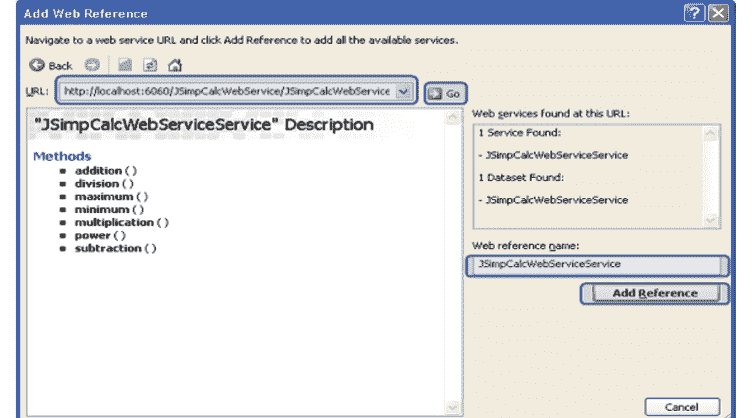 Add Web Reference
Navigate to a web service URL and click Add Reference to add all the available services.
Back
URL: http://localhost:6060/JSimpCalcWebService/JSimpCalcWebService Go
"JSimpCalcWebServiceService" Description
Methods
addition ( )
division ( )
maximum ( )
minimum ( )
multiplication ( )
power ( )
subtraction ( )
Web services found at this URL:
1 Service Found:
- JSimpCalcWebServiceService
1 Dataset Found:
- JSimpCalcWebServiceService
Web reference name:
JSimpCalcWebServiceService
Add Reference
Cancel